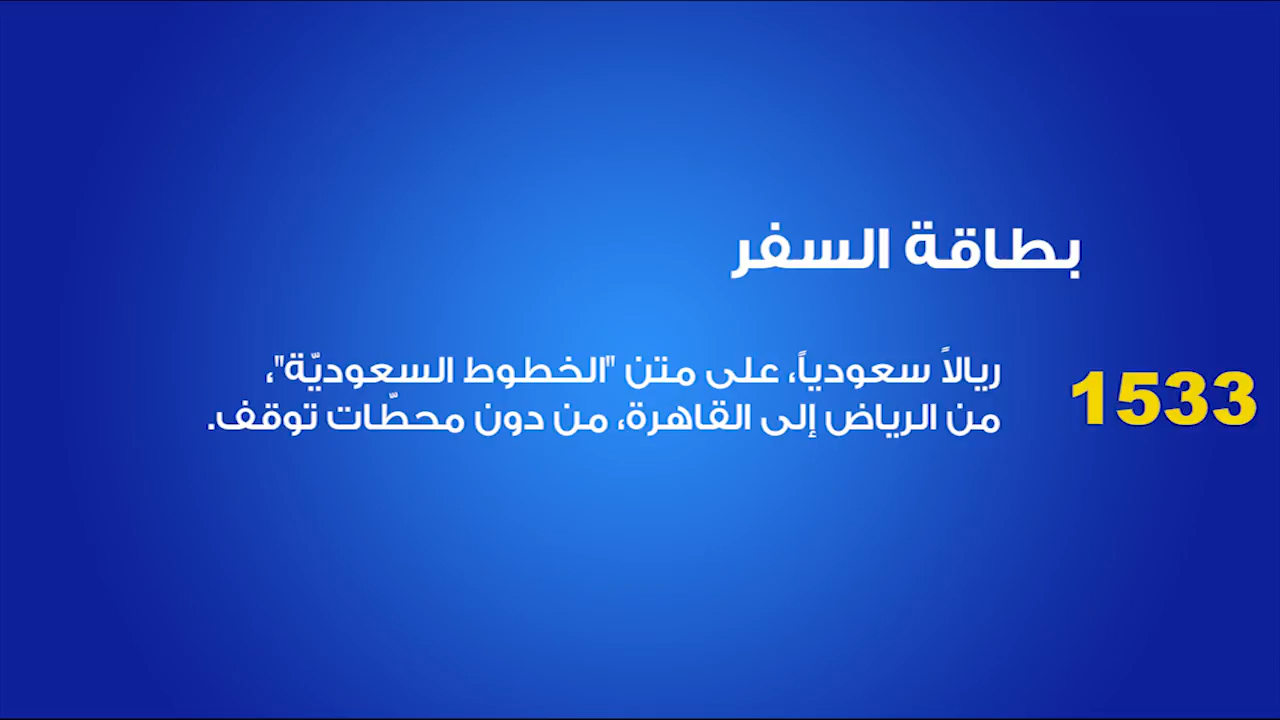 بطاقة السفر
1533
ريالاً سعودياً، على متن "الخطوط السعوديّة"،
من الرياض إلى القاهرة، من دون محطّات توقف.